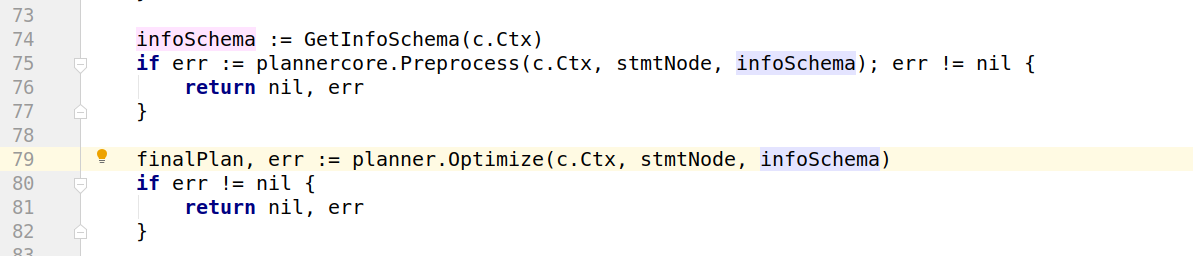 73
74 infoSchema := GetInfoSchema(c.Ctx)
75 if err := plannercore.Preprocess(c.Ctx, stmtNode, infoSchema); err != nil {
76 return nil, err
77 }
78
79 finalPlan, err := planner.Optimize(c.Ctx, stmtNode, infoSchema)
80 if err != nil {
81 return nil, err
82 }
83